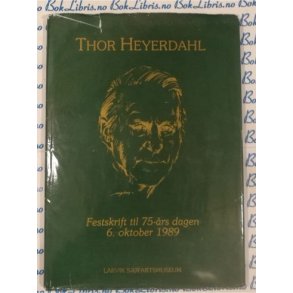 BokLibris.no BokLibris.no BokLibris.no
THOR HEYERDAHL
Festskrift til 75-års dagen
6. oktober 1989
LARVIK SJØFARTSMUSEUM